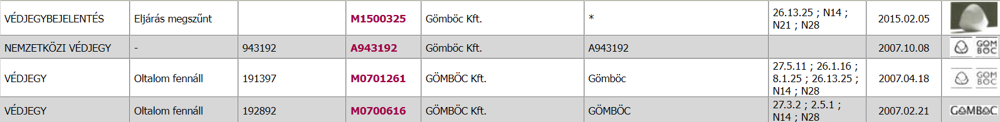 VÉDJEGYBEJELENTÉS Eljárás megszűnt M1500325 Gömböc Kft. * 26.13.25 ; N14 ; N21 ; N28 2015.02.05
NEMZETKÖZI VÉDJEGY - 943192 A943192 Gömböc Kft. A943192 2007.10.08 GÖM BÖC
VÉDJEGY Oltalom fennáll 191397 M0701261 GÖMBÖC Kft. Gömböc 27.5.11 ; 26.1.16 ; 8.1.25 ; 26.13.25 ; N14 ; N28 2007.04.18 GÖM BÖC
VÉDJEGY Oltalom fennáll 192892 M0700616 GÖMBÖC Kft. GÖMBÖC 27.3.2 ; 2.5.1 ; N14 ; N28 2007.02.21 GÖMBÖC